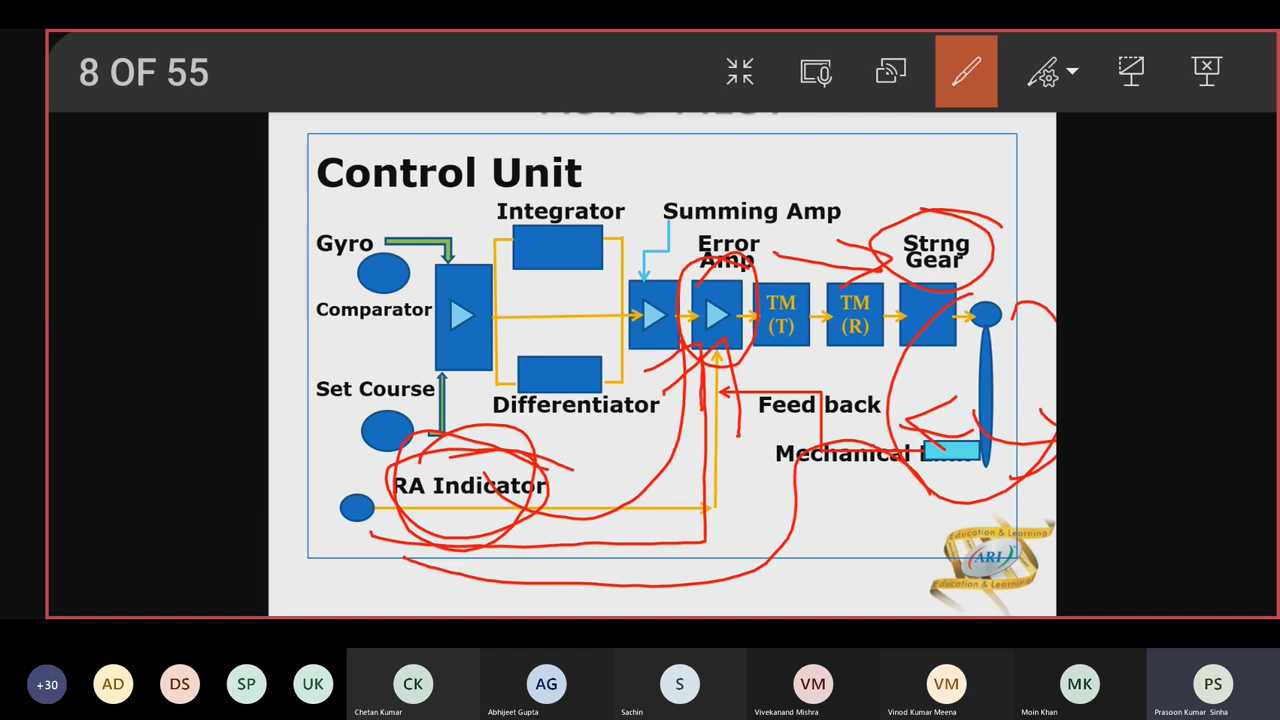 8 OF 55
Control Unit
Integrator
Summing Amp
Gyro
Error
Amp
Strng
Gear
Comparator
TM
(T)
TM
(R)
Set Course
Differentiator
Feed back
Mechanical
RA Indicator
Education & Learning
ARI
Education & Learning
+30
AD
DS
SP
UK
CK
AG
S
VM
VM
MK
PS
Chetan Kumar
Abhijeet Gupta
Sachin
Vivekanand Mishra
Vinod Kumar Meena
Moin Khan
Prasoon Kumar Sinha